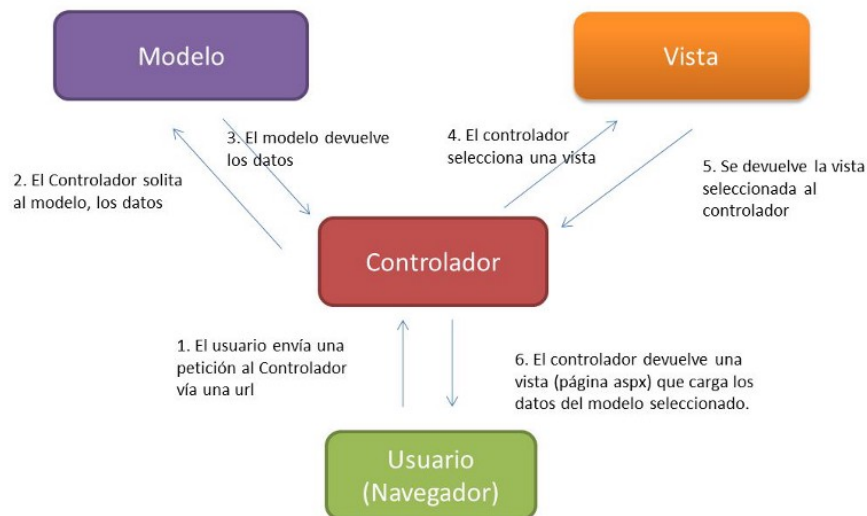 Modelo
Vista
3. El modelo devuelve
los datos
4. El controlador
selecciona una vista
2. El Controlador solita
al modelo, los datos
5. Se devuelve la vista
seleccionada al
controlador
Controlador
1. El usuario envía una
petición al Controlador
vía una url
6. El controlador devuelve una
vista (página aspx) que carga los
datos del modelo seleccionado.
Usuario
(Navegador)